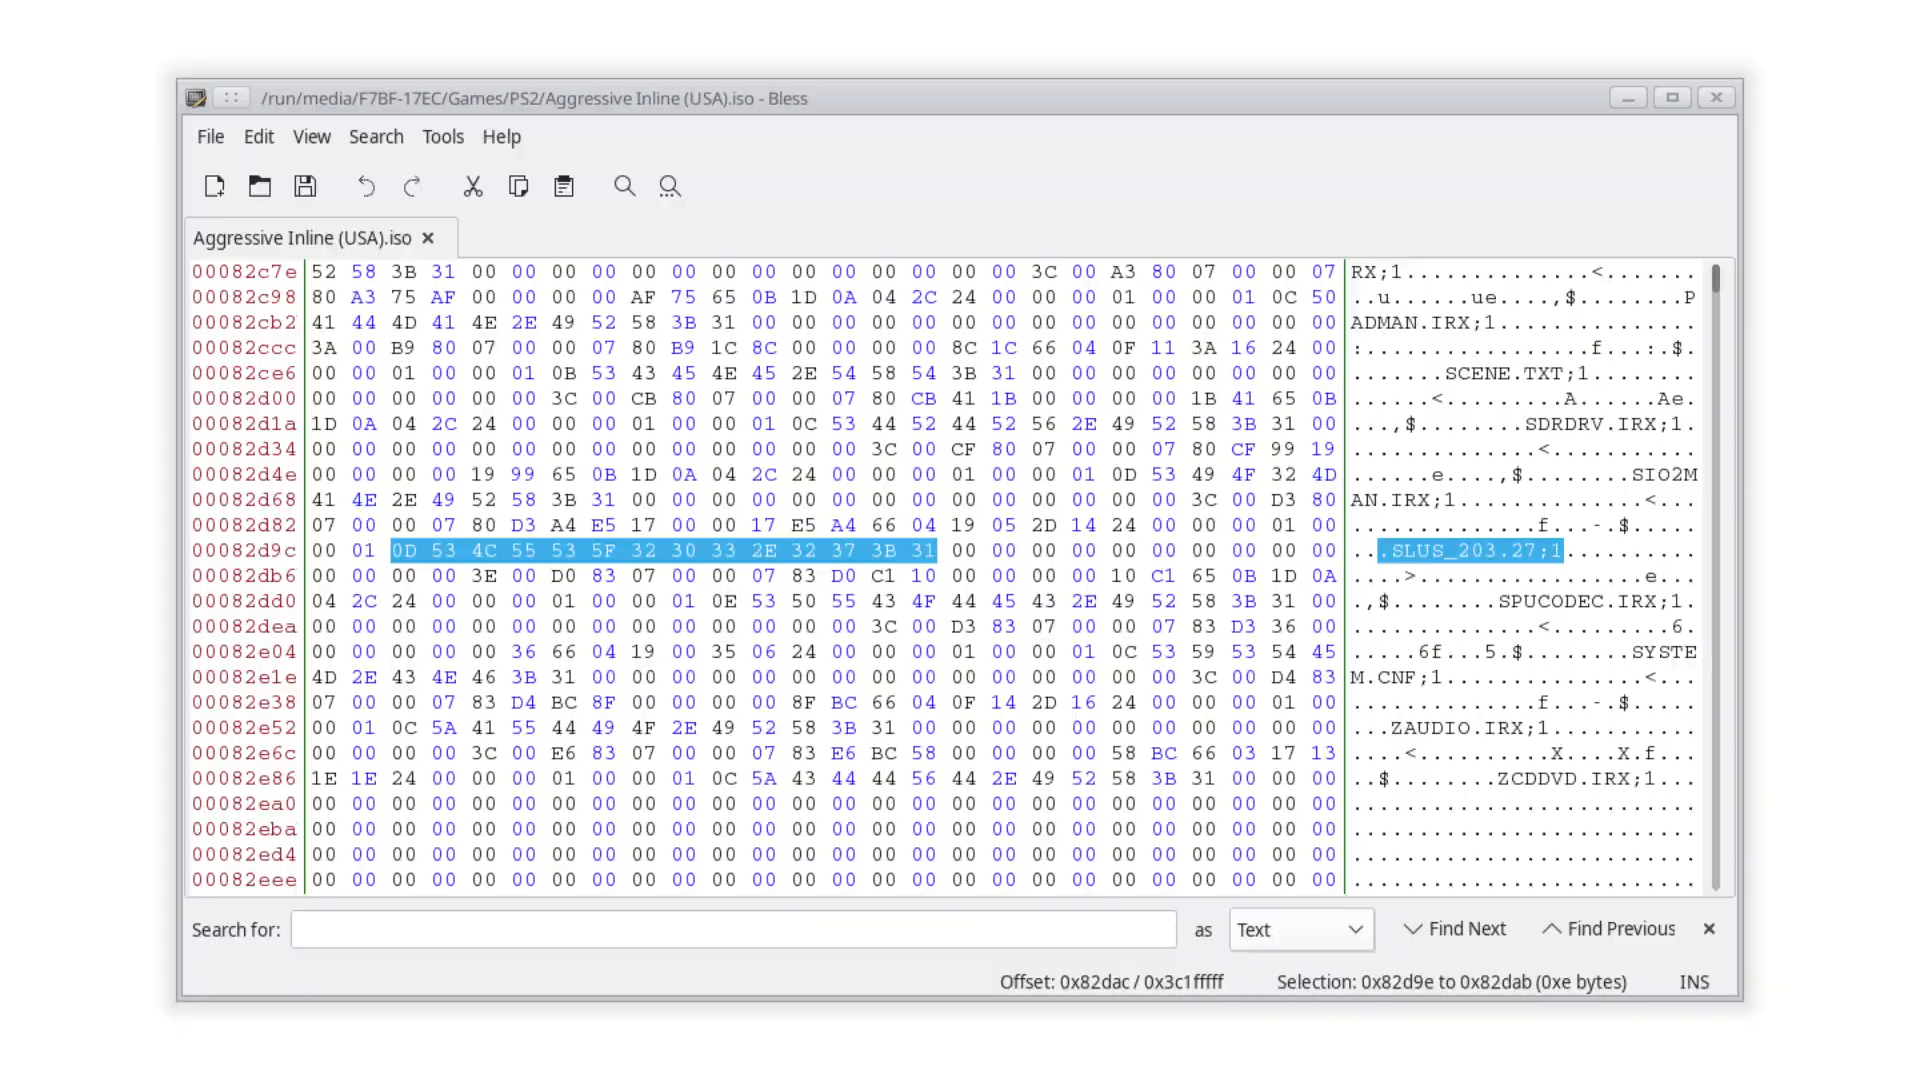 /run/media/F7BF-17EC/Games/PS2/Aggressive Inline (USA).iso - Bless
File Edit View Search Tools Help
Aggressive Inline (USA).iso
00082c7e 52 58 3B 31 00 00 00 00 00 00 00 00 00 00 00 00 00 00 3C 00 A3 80 07 00 00 07 RX;1..............<.......
00082c98 80 A3 75 AF 00 00 00 00 AF 75 65 0B 1D 0A 04 2C 24 00 00 00 01 00 00 01 0C 50 ..u......ue....,$........P
00082cb2 41 44 4D 41 4E 2E 49 52 58 3B 31 00 00 00 00 00 00 00 00 00 00 00 00 00 00 00 ADMAN.IRX;1...............
00082ccc 3A 00 B9 80 07 00 00 07 80 B9 1C 8C 00 00 00 00 8C 1C 66 04 0F 11 3A 16 24 00 :.................f...:.$.
00082ce6 00 00 01 00 00 01 0B 53 43 45 4E 45 2E 54 58 54 3B 31 00 00 00 00 00 00 00 00 .......SCENE.TXT;1........
00082d00 00 00 00 00 00 00 3C 00 CB 80 07 00 00 07 80 CB 41 1B 00 00 00 00 1B 41 65 0B ......<.........A......Ae.
00082d1a 1D 0A 04 2C 24 00 00 00 01 00 00 01 0C 53 44 52 44 52 56 2E 49 52 58 3B 31 00 ...,$........SDRDRV.IRX;1.
00082d34 00 00 00 00 00 00 00 00 00 00 00 00 00 00 3C 00 CF 80 07 00 00 07 80 CF 99 19 ..............<...........
00082d4e 00 00 00 00 19 99 65 0B 1D 0A 04 2C 24 00 00 00 01 00 00 01 0D 53 49 4F 32 4D ......e....,$........SIO2M
00082d68 41 4E 2E 49 52 58 3B 31 00 00 00 00 00 00 00 00 00 00 00 00 00 00 3C 00 D3 80 AN.IRX;1..............<...
00082d82 07 00 00 07 80 D3 A4 E5 17 00 00 17 E5 A4 66 04 19 05 2D 14 24 00 00 00 01 00 ..............f...-.$.....
00082d9c 00 01 0D 53 4C 55 53 5F 32 30 33 2E 32 37 3B 31 00 00 00 00 00 00 00 00 00 00 ...SLUS_203.27;1..........
00082db6 00 00 00 00 3E 00 D0 83 07 00 00 07 83 D0 C1 10 00 00 00 00 10 C1 65 0B 1D 0A ....>.................e...
00082dd0 04 2C 24 00 00 00 01 00 00 01 0E 53 50 55 43 4F 44 45 43 2E 49 52 58 3B 31 00 .,$........SPUCODEC.IRX;1.
00082dea 00 00 00 00 00 00 00 00 00 00 00 00 00 00 3C 00 D3 83 07 00 00 07 83 D3 36 00 ..............<.........6.
00082e04 00 00 00 00 00 36 66 04 19 00 35 06 24 00 00 00 01 00 00 01 0C 53 59 53 54 45 .....6f...5.$........SYSTE
00082e1e 4D 2E 43 4E 46 3B 31 00 00 00 00 00 00 00 00 00 00 00 00 00 00 00 3C 00 D4 83 M.CNF;1...............<...
00082e38 07 00 00 07 83 D4 BC 8F 00 00 00 00 8F BC 66 04 0F 14 2D 16 24 00 00 00 01 00 ..............f...-.$.....
00082e52 00 01 0C 5A 41 55 44 49 4F 2E 49 52 58 3B 31 00 00 00 00 00 00 00 00 00 00 00 ...ZAUDIO.IRX;1...........
00082e6c 00 00 00 00 3C 00 E6 83 07 00 00 07 83 E6 BC 58 00 00 00 00 58 BC 66 03 17 13 ....<..........X....X.f...
00082e86 1E 1E 24 00 00 00 01 00 00 01 0C 5A 43 44 44 56 44 2E 49 52 58 3B 31 00 00 00 ..$........ZCDDVD.IRX;1...
00082ea0 00 00 00 00 00 00 00 00 00 00 00 00 00 00 00 00 00 00 00 00 00 00 00 00 00 00 ..........................
00082eba 00 00 00 00 00 00 00 00 00 00 00 00 00 00 00 00 00 00 00 00 00 00 00 00 00 00 ..........................
00082ed4 00 00 00 00 00 00 00 00 00 00 00 00 00 00 00 00 00 00 00 00 00 00 00 00 00 00 ..........................
00082eee 00 00 00 00 00 00 00 00 00 00 00 00 00 00 00 00 00 00 00 00 00 00 00 00 00 00 ..........................
Search for: as Text Find Next Find Previous
Offset: 0x82dac / 0x3c1fffff Selection: 0x82d9e to 0x82dab (0xe bytes) INS